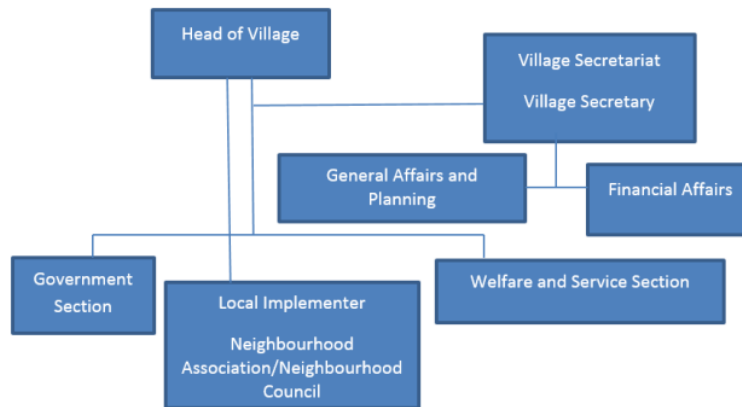 Head of Village
Village Secretariat
Village Secretary
General Affairs and
Planning
Financial Affairs
Government
Section
Local Implementer
Neighbourhood
Association/Neighbourhood
Council
Welfare and Service Section